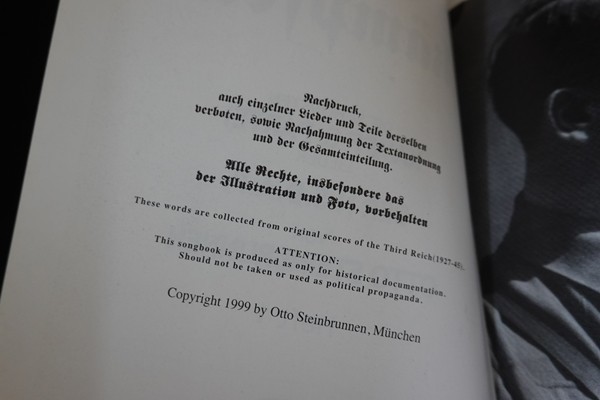 Nachdruck,
auch einzelner Lieder und Teile derselben
verboten, sowie Nachahmung der Textanordnung
und der Gesamteinteilung.
Alle Rechte, insbesondere das
der Illustration und Foto, vorbehalten
These words are collected from original scores of the Third Reich(1927-45).
ATTENTION:
This songbook is produced as only for historical documentation.
Should not be taken or used as political propaganda.
Copyright 1999 by Otto Steinbrunnen, München